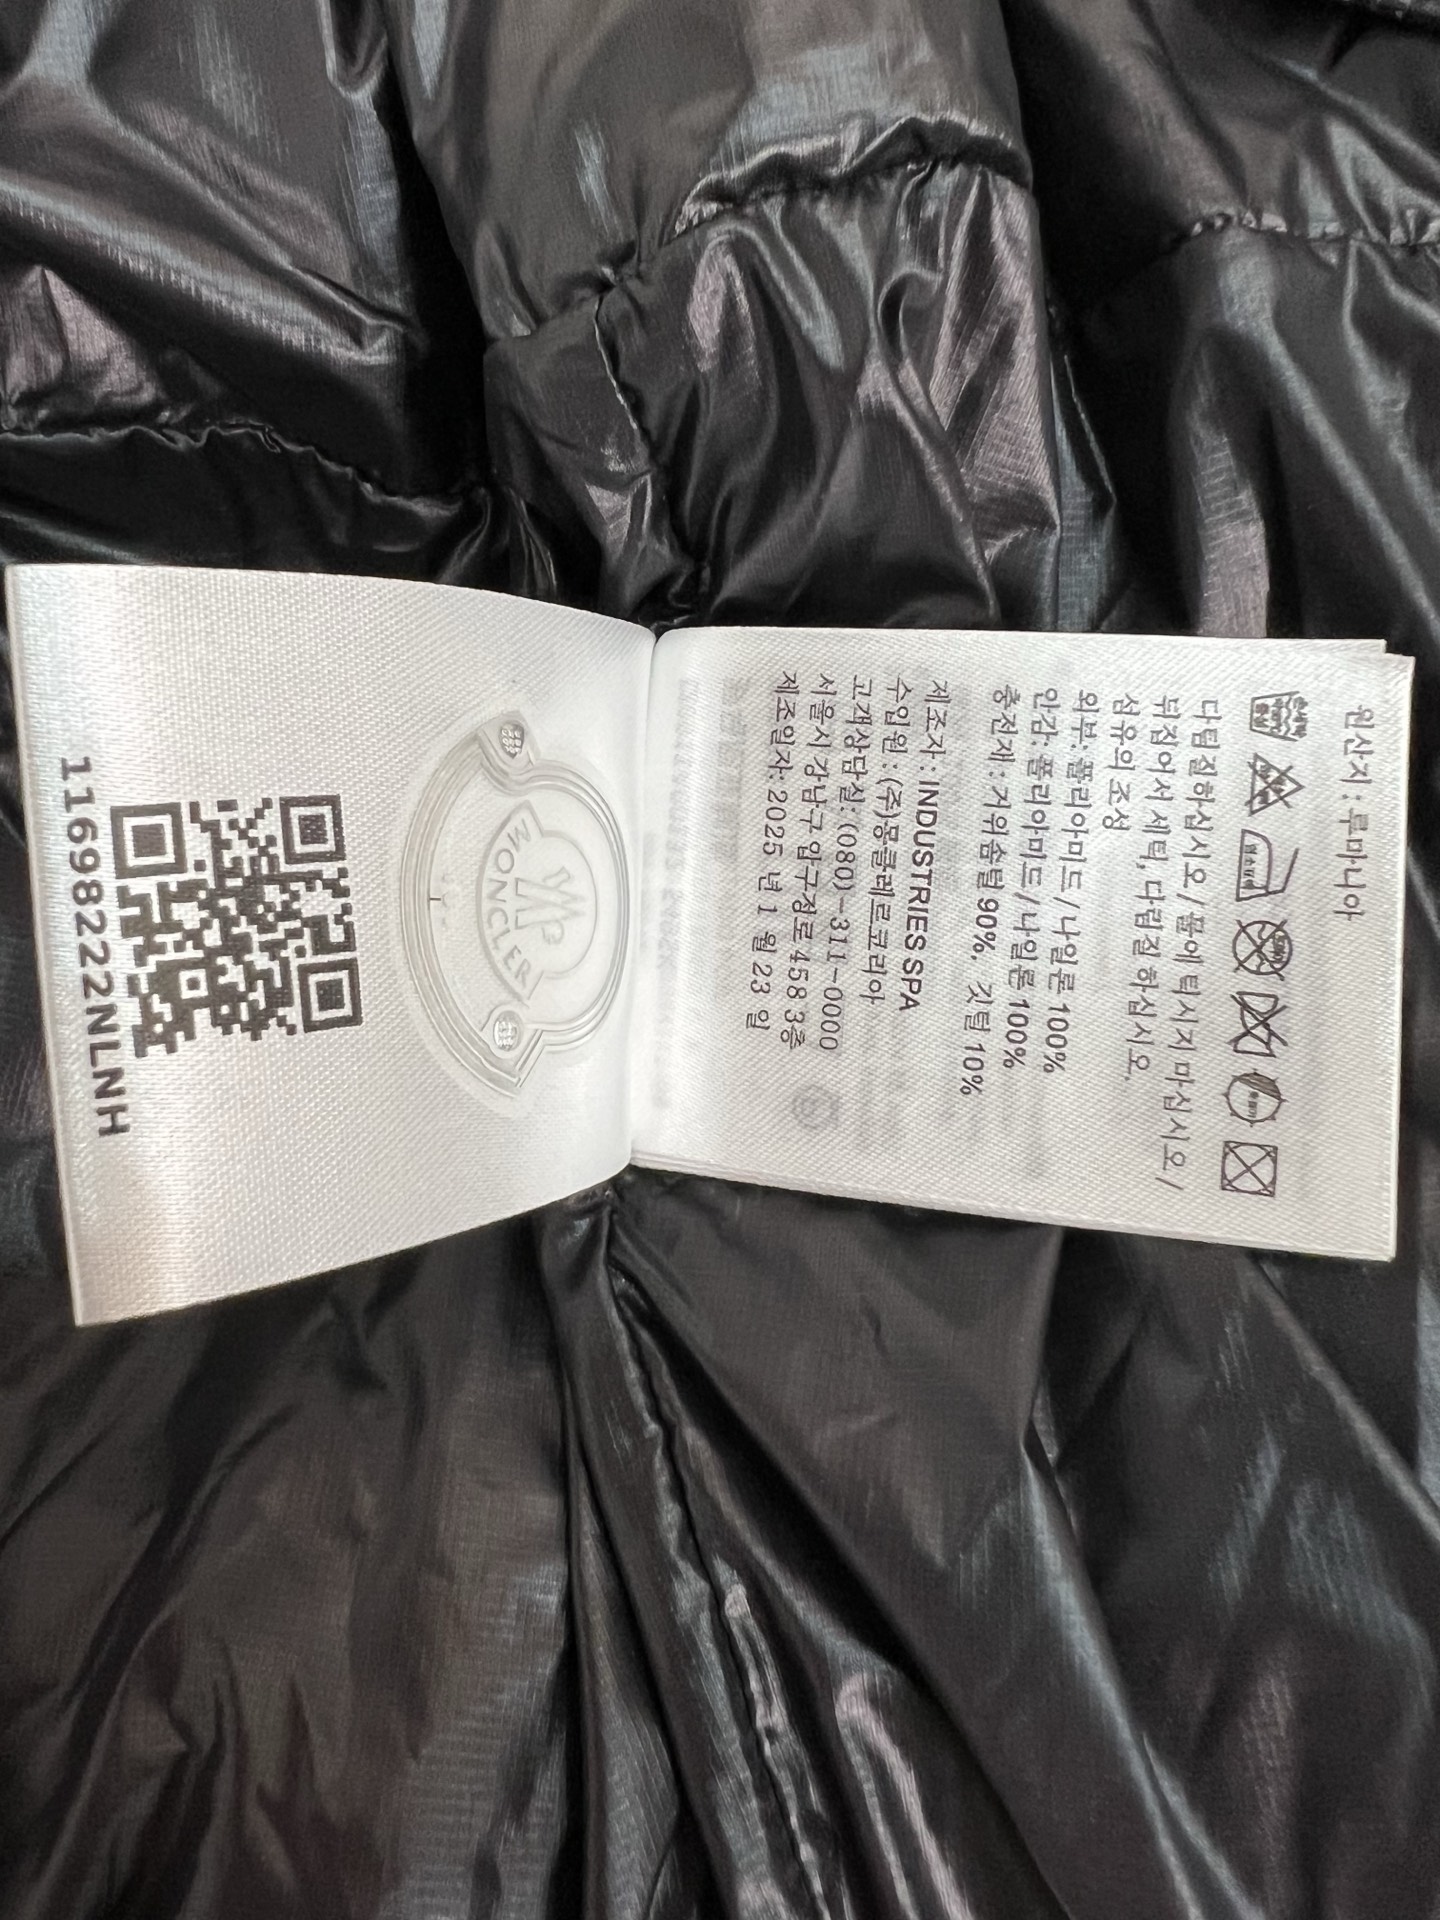 원산지 : 루마니아
다림질하십시오 / 물에 적시지 마십시오 /
뒤집어서 세탁, 다림질 하십시오.
섬유의 조성
외부: 폴리아미드 / 나일론 100%
안감: 폴리아미드 / 나일론 100%
충전재 : 거위솜털 90%, 깃털 10%
제조자 : INDUSTRIES SPA
수입원 : (주)몽클레르코리아
고객상담실: (080)-311-0000
서울시 강남구 압구정로 458 3층
제조일자: 2025 년 1 월 23 일
MONCLER
11698222NLNH